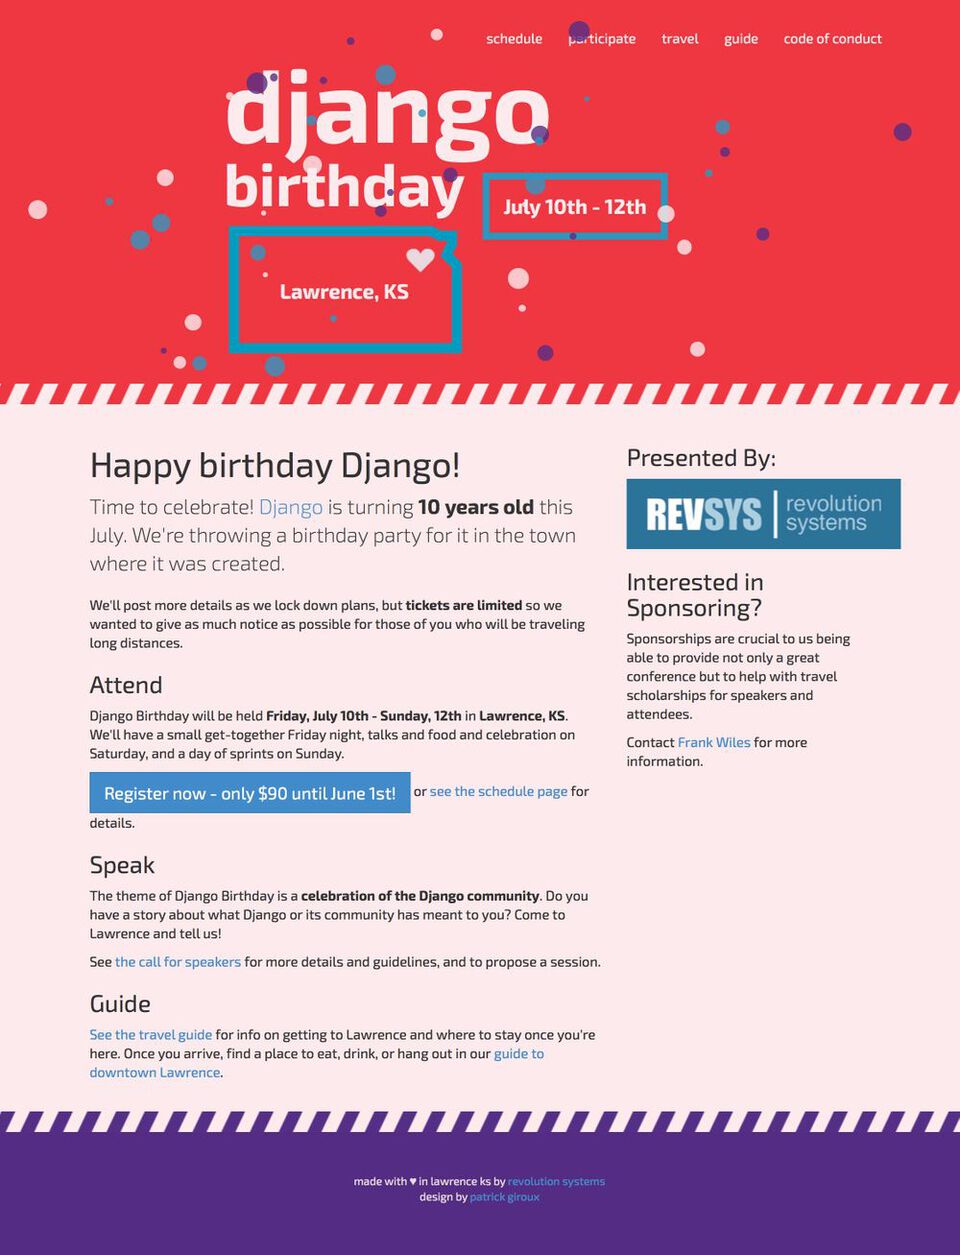 schedule participate travel guide code of conduct
django
birthday
July 10th - 12th
Lawrence, KS
Happy birthday Django!
Time to celebrate! Django is turning 10 years old this
July. We're throwing a birthday party for it in the town
where it was created.
We'll post more details as we lock down plans, but tickets are limited so we
wanted to give as much notice as possible for those of you who will be traveling
long distances.
Attend
Django Birthday will be held Friday, July 10th - Sunday, 12th in Lawrence, KS.
We'll have a small get-together Friday night, talks and food and celebration on
Saturday, and a day of sprints on Sunday.
Register now - only $90 until June 1st! or see the schedule page for
details.
Speak
The theme of Django Birthday is a celebration of the Django community. Do you
have a story about what Django or its community has meant to you? Come to
Lawrence and tell us!
See the call for speakers for more details and guidelines, and to propose a session.
Guide
See the travel guide for info on getting to Lawrence and where to stay once you're
here. Once you arrive, find a place to eat, drink, or hang out in our guide to
downtown Lawrence.
Presented By:
REVSYS | revolution
systems
Interested in
Sponsoring?
Sponsorships are crucial to us being
able to provide not only a great
conference but to help with travel
scholarships for speakers and
attendees.
Contact Frank Wiles for more
information.
made with ♥ in lawrence ks by revolution systems
design by patrick giroux